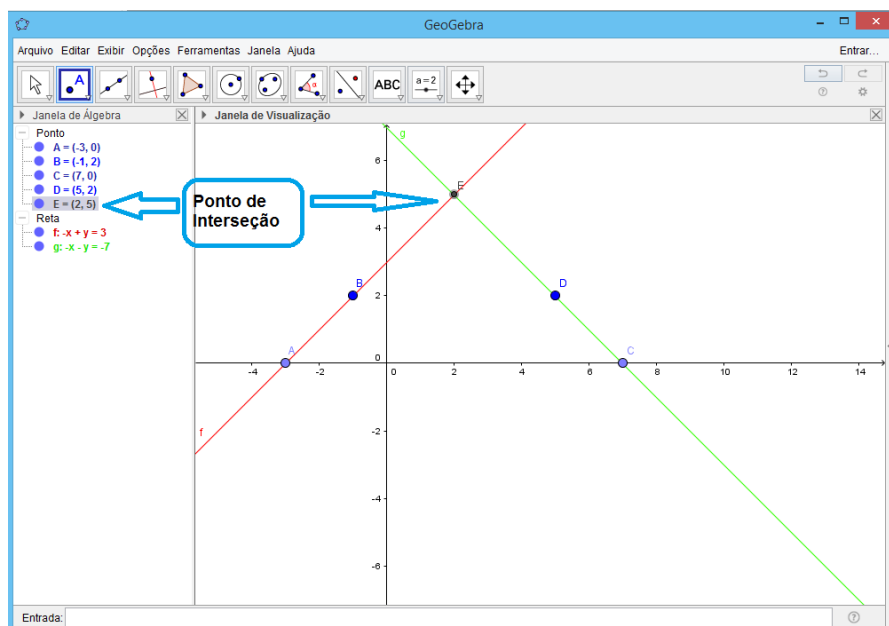 GeoGebra
Arquivo Editar Exibir Opções Ferramentas Janela Ajuda
Entrar...
A
ABC
a = 2
α
Janela de Álgebra
Janela de Visualização
Ponto
A = (-3, 0)
B = (-1, 2)
C = (7, 0)
D = (5, 2)
E = (2, 5)
Reta
f: -x + y = 3
g: -x - y = -7
Ponto de
Interseção
g
E
B
D
A
C
f
6
4
2
0
-2
-4
-6
-4
-2
0
2
4
6
8
10
12
14
Entrada: